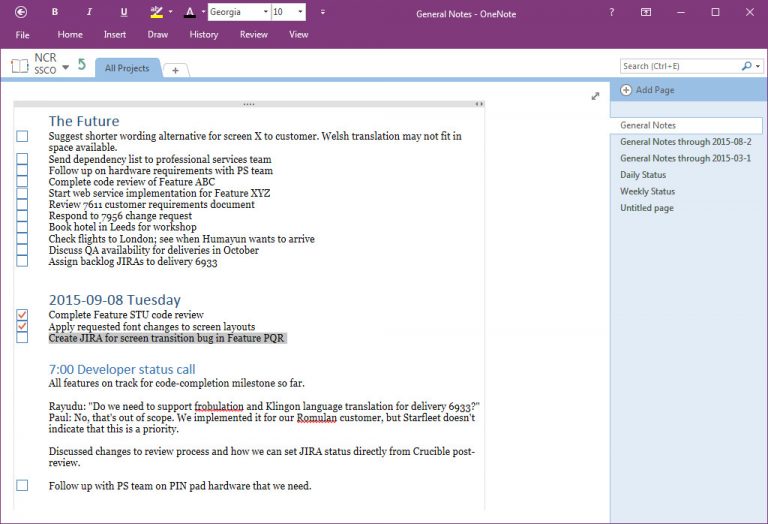 B I U A Georgia 10 General Notes - OneNote ?
File Home Insert Draw History Review View
NCR
SSCO
All Projects
+
Search (Ctrl+E)
Add Page
The Future
Suggest shorter wording alternative for screen X to customer. Welsh translation may not fit in
space available.
Send dependency list to professional services team
Follow up on hardware requirements with PS team
Complete code review of Feature ABC
Start web service implementation for Feature XYZ
Review 7611 customer requirements document
Respond to 7956 change request
Book hotel in Leeds for workshop
Check flights to London; see when Humayun wants to arrive
Discuss QA availability for deliveries in October
Assign backlog JIRAs to delivery 6933
2015-09-08 Tuesday
Complete Feature STU code review
Apply requested font changes to screen layouts
Create JIRA for screen transition bug in Feature PQR
7:00 Developer status call
All features on track for code-completion milestone so far.
Rayudu: "Do we need to support frobulation and Klingon language translation for delivery 6933?"
Paul: No, that's out of scope. We implemented it for our Romulan customer, but Starfleet doesn't
indicate that this is a priority.
Discussed changes to review process and how we can set JIRA status directly from Crucible post-
review.
Follow up with PS team on PIN pad hardware that we need.
General Notes
General Notes through 2015-08-2
General Notes through 2015-03-1
Daily Status
Weekly Status
Untitled page